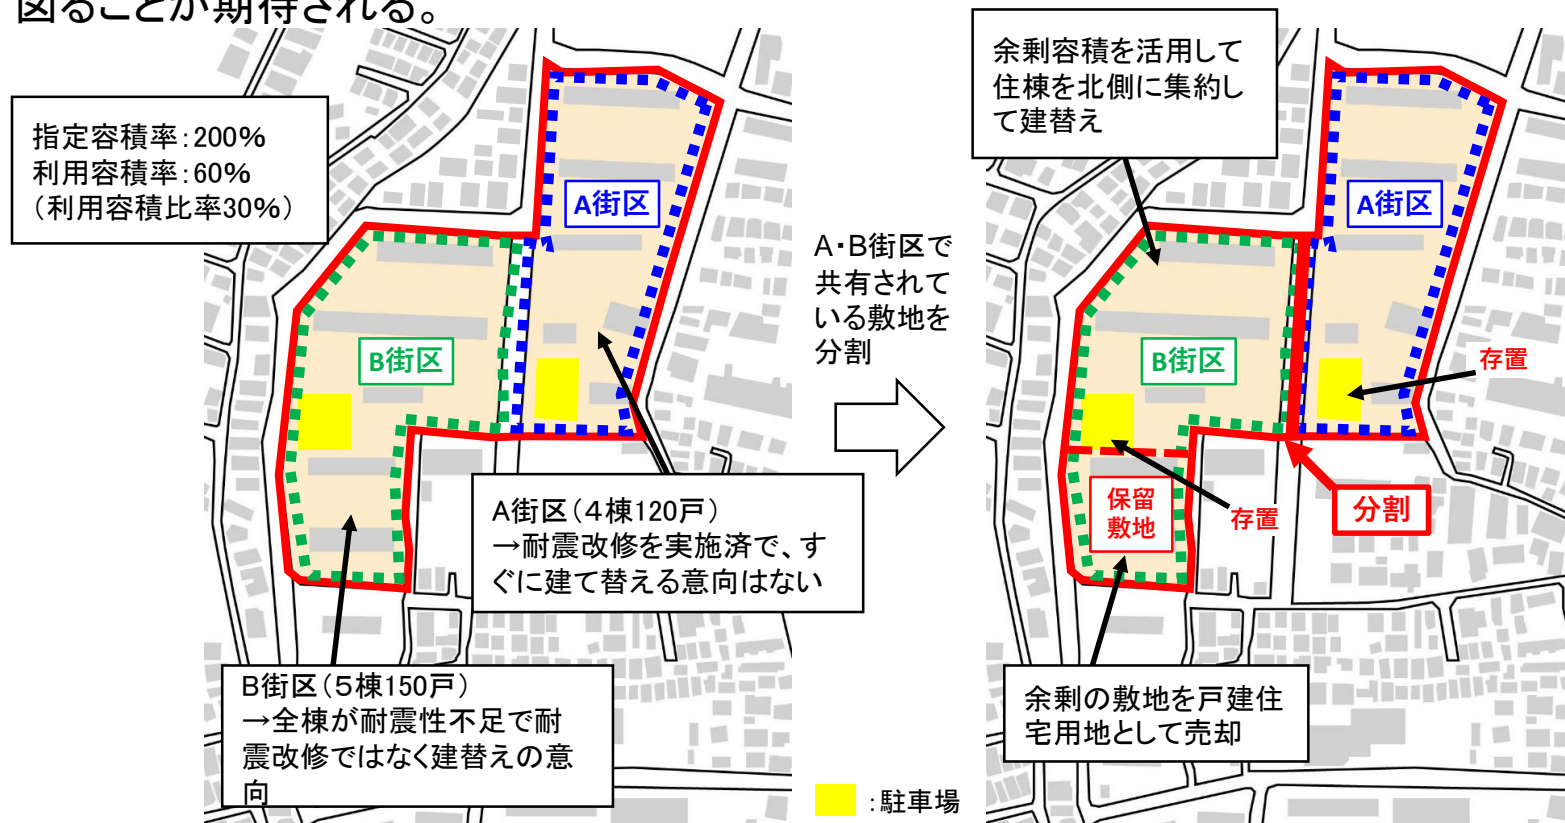 図ることが期待される。
指定容積率：200%
利用容積率：60%
（利用容積比率30%）
A街区
B街区
A街区（４棟120戸）
→耐震改修を実施済で、す
ぐに建て替える意向はない
B街区（５棟150戸）
→全棟が耐震性不足で耐
震改修ではなく建替えの意
向
A・B街区で
共有されて
いる敷地を
分割
：駐車場
余剰容積を活用して
住棟を北側に集約し
て建替え
A街区
B街区
存置
保留
敷地
存置
分割
余剰の敷地を戸建住
宅用地として売却